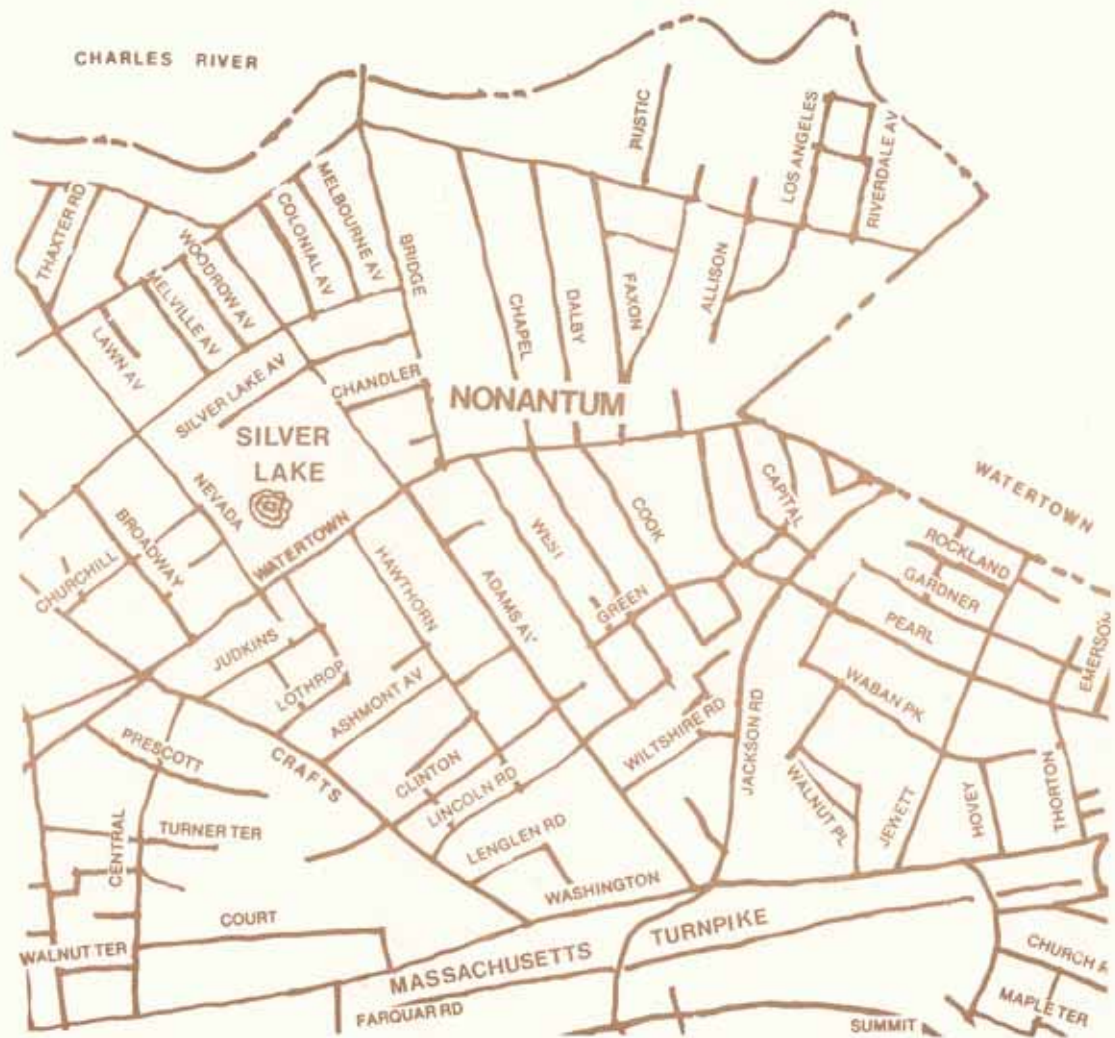 CHARLES RIVER
RUSTIC
LOS ANGELES
RIVERDALE AV
THAXTER RD
WOODROW AV
COLONIAL AV
MELBOURNE AV
BRIDGE
MELVILLE AV
LAWN AV
CHAPEL
DALBY
FAXON
ALLISON
SILVER LAKE AV
CHANDLER
NONANTUM
SILVER
LAKE
NEVADA
WATERTOWN
BROADWAY
CHURCHILL
HAWTHORN
ADAMS
WEST
GREEN
COOK
CAPITAL
WATERTOWN
ROCKLAND
GARDNER
PEARL
EMERSON
JUDKINS
LOTHROP
ASHMONT AV
WABAN PK
PRESCOTT
CRAFTS
CLINTON
LINCOLN RD
WILTSHIRE RD
JACKSON RD
WALNUT PL
JEWETT
HOVEY
THORTON
CENTRAL
TURNER TER
LENGLEN RD
WASHINGTON
COURT
WALNUT TER
MASSACHUSETTS TURNPIKE
FARQUAR RD
CHURCH
MAPLE TER
SUMMIT